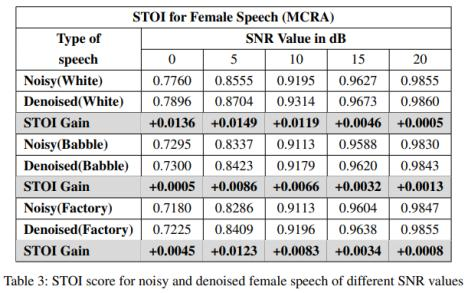 STOI for Female Speech (MCRA)
Type of speech SNR Value in dB
0 5 10 15 20
Noisy(White) 0.7760 0.8555 0.9195 0.9627 0.9855
Denoised(White) 0.7896 0.8704 0.9314 0.9673 0.9860
STOI Gain +0.0136 +0.0149 +0.0119 +0.0046 +0.0005
Noisy(Babble) 0.7295 0.8337 0.9113 0.9588 0.9830
Denoised(Babble) 0.7300 0.8423 0.9179 0.9620 0.9843
STOI Gain +0.0005 +0.0086 +0.0066 +0.0032 +0.0013
Noisy(Factory) 0.7180 0.8286 0.9113 0.9604 0.9847
Denoised(Factory) 0.7225 0.8409 0.9196 0.9638 0.9855
STOI Gain +0.0045 +0.0123 +0.0083 +0.0034 +0.0008
Table 3: STOI score for noisy and denoised female speech of different SNR values